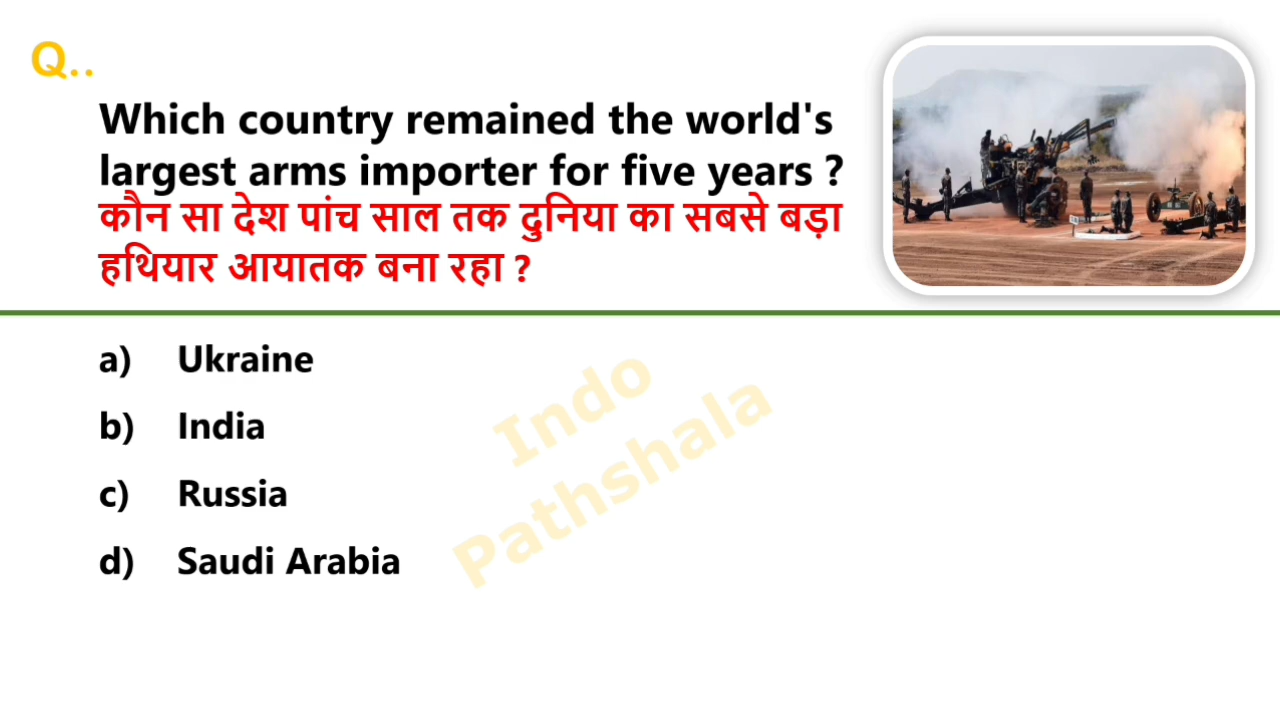 Q..
Which country remained the world's
largest arms importer for five years ?
कौन सा देश पांच साल तक दुनिया का सबसे बड़ा
हथियार आयातक बना रहा ?
a) Ukraine
b) India
c) Russia
d) Saudi Arabia
Indo
Pathshala